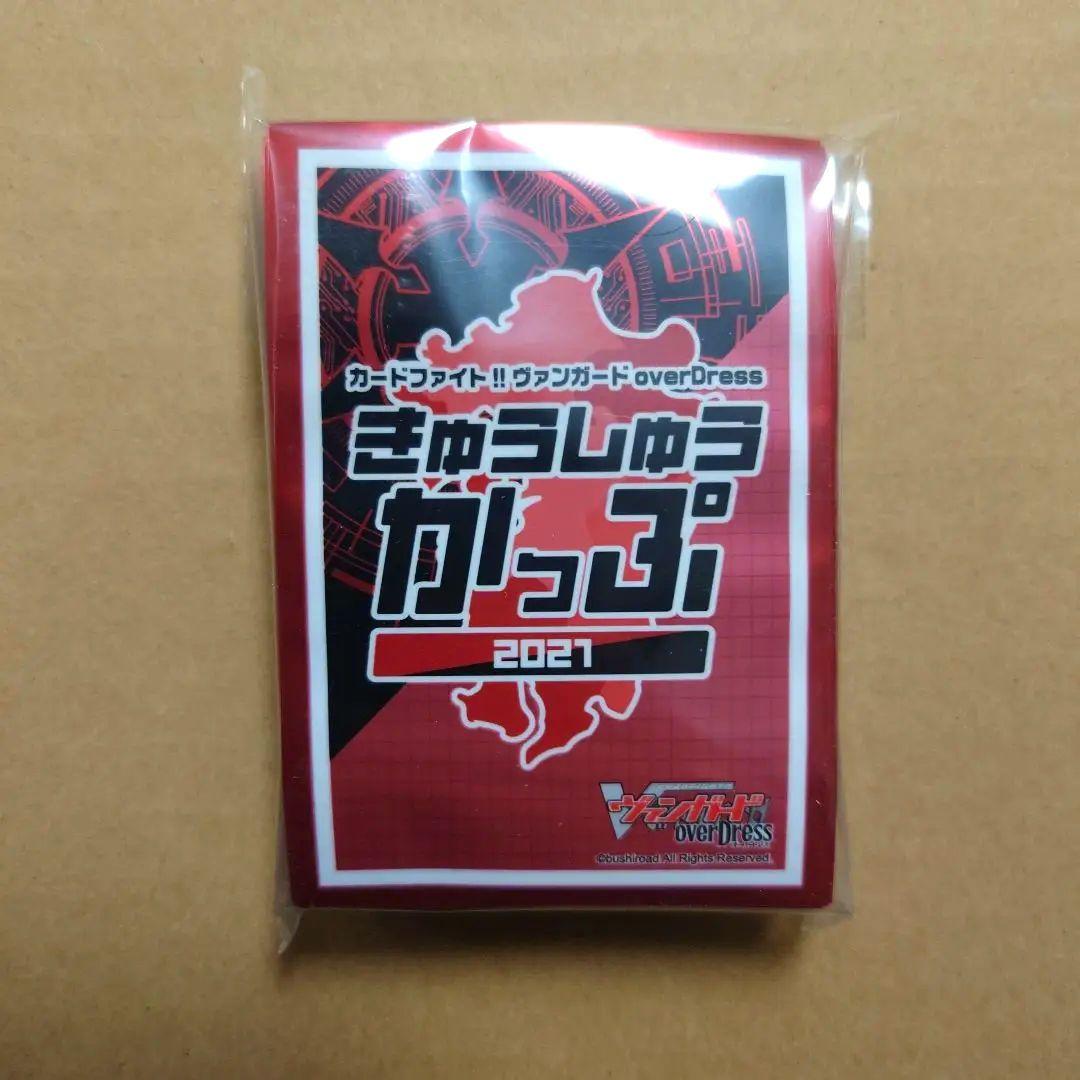 カードファイト!! ヴァンガード overDress
きゅうしゅう
かっぷ
2021
ヴァンガード
overDress
©bushiroad All Rights Reserved.